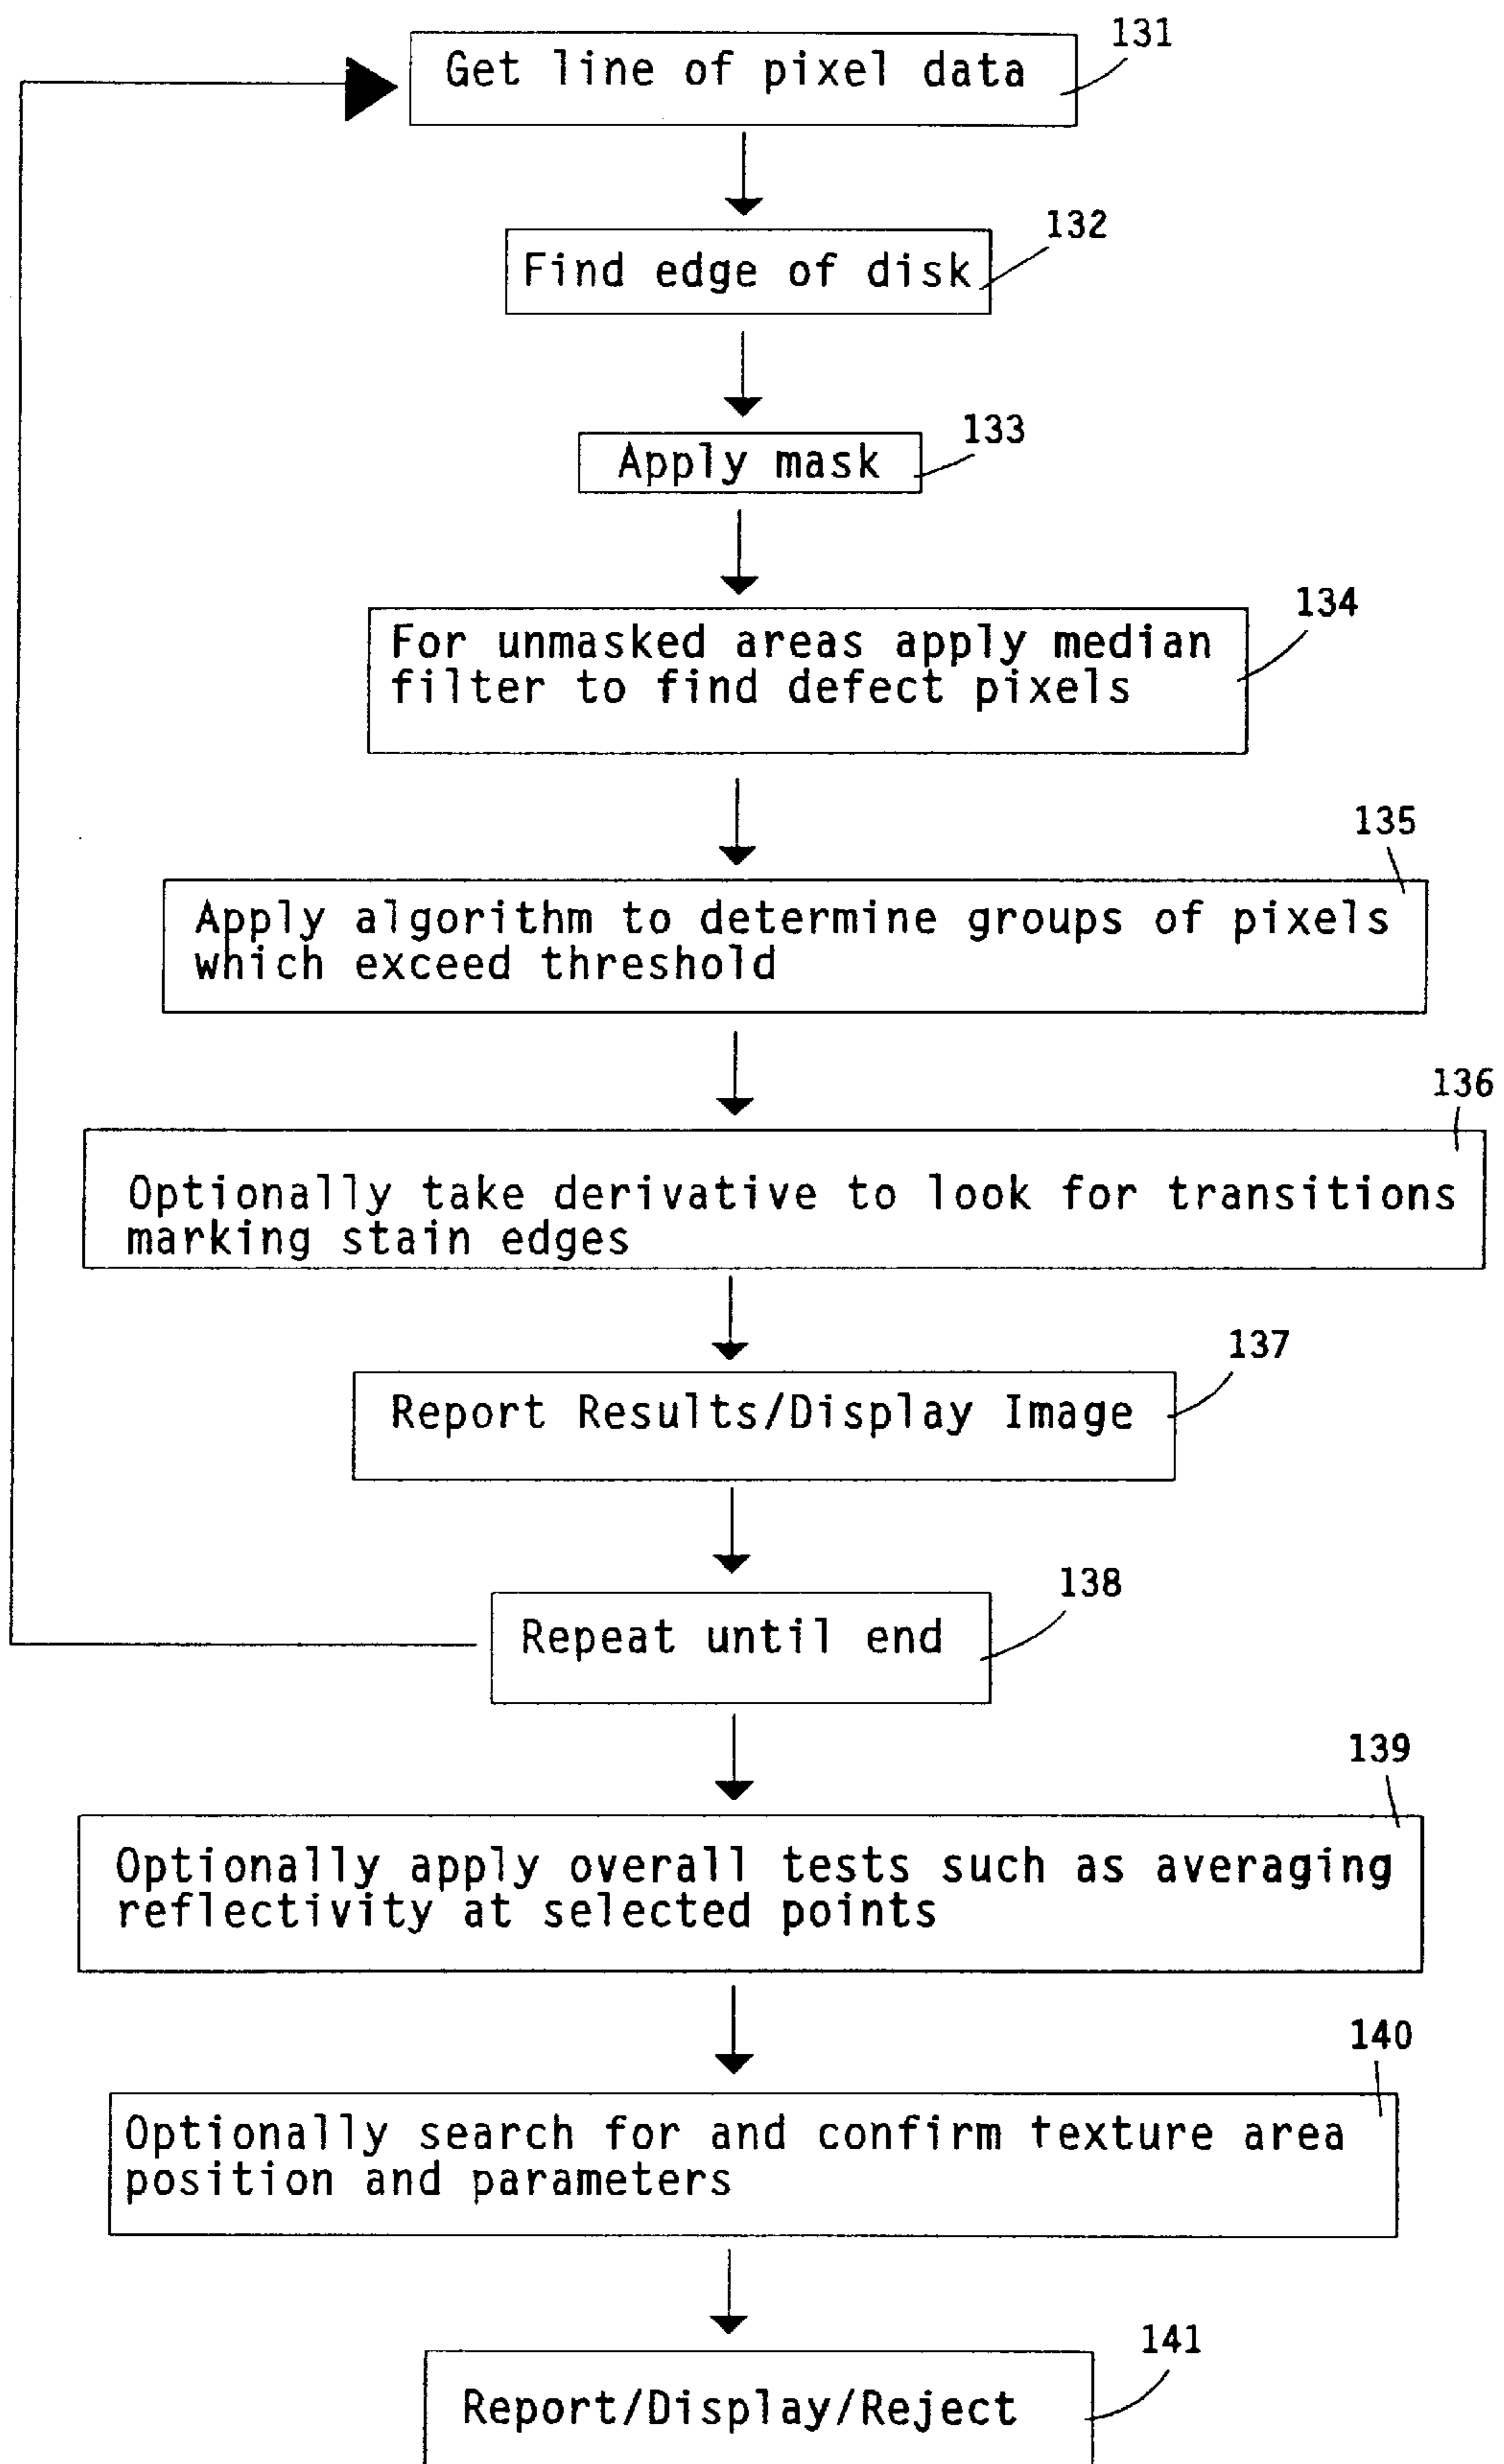 131
Get line of pixel data
132
Find edge of disk
133
Apply mask
134
For unmasked areas apply median
filter to find defect pixels
135
Apply algorithm to determine groups of pixels
which exceed threshold
136
Optionally take derivative to look for transitions
marking stain edges
137
Report Results/Display Image
138
Repeat until end
139
Optionally apply overall tests such as averaging
reflectivity at selected points
140
Optionally search for and confirm texture area
position and parameters
141
Report/Display/Reject